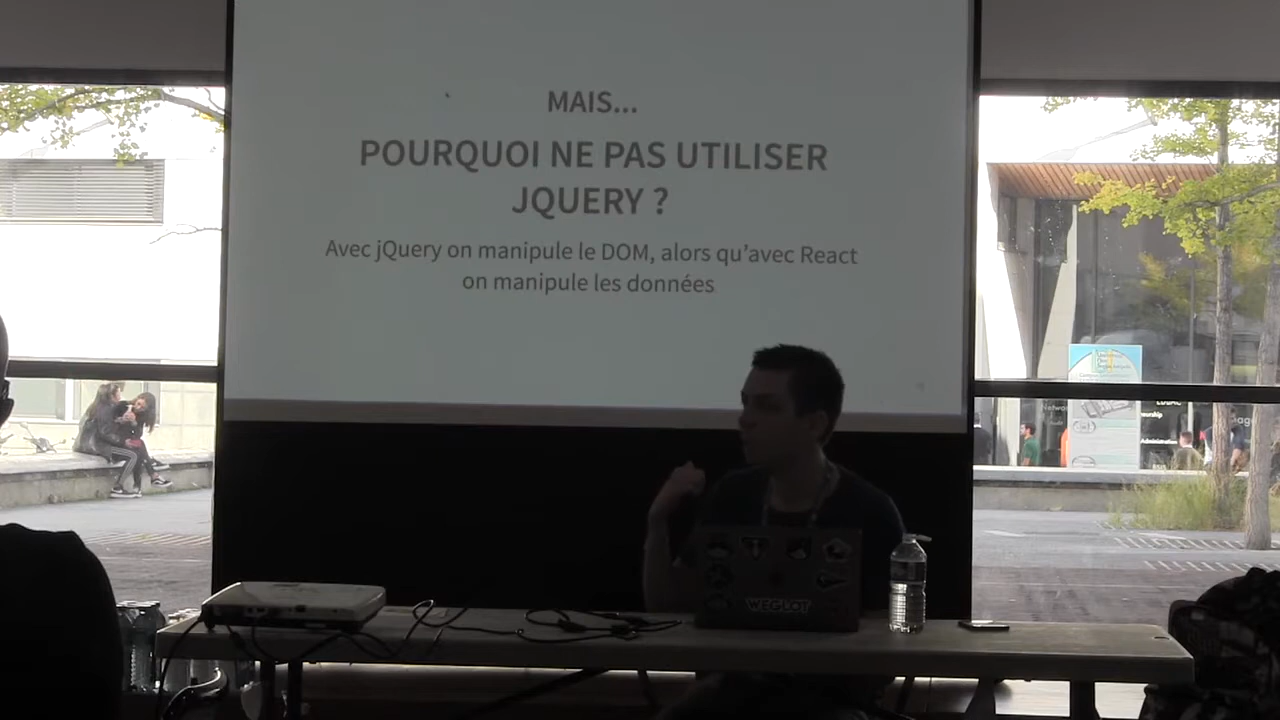 MAIS...
POURQUOI NE PAS UTILISER
JQUERY ?
Avec jQuery on manipule le DOM, alors qu'avec React
on manipule les données
WEGLOT